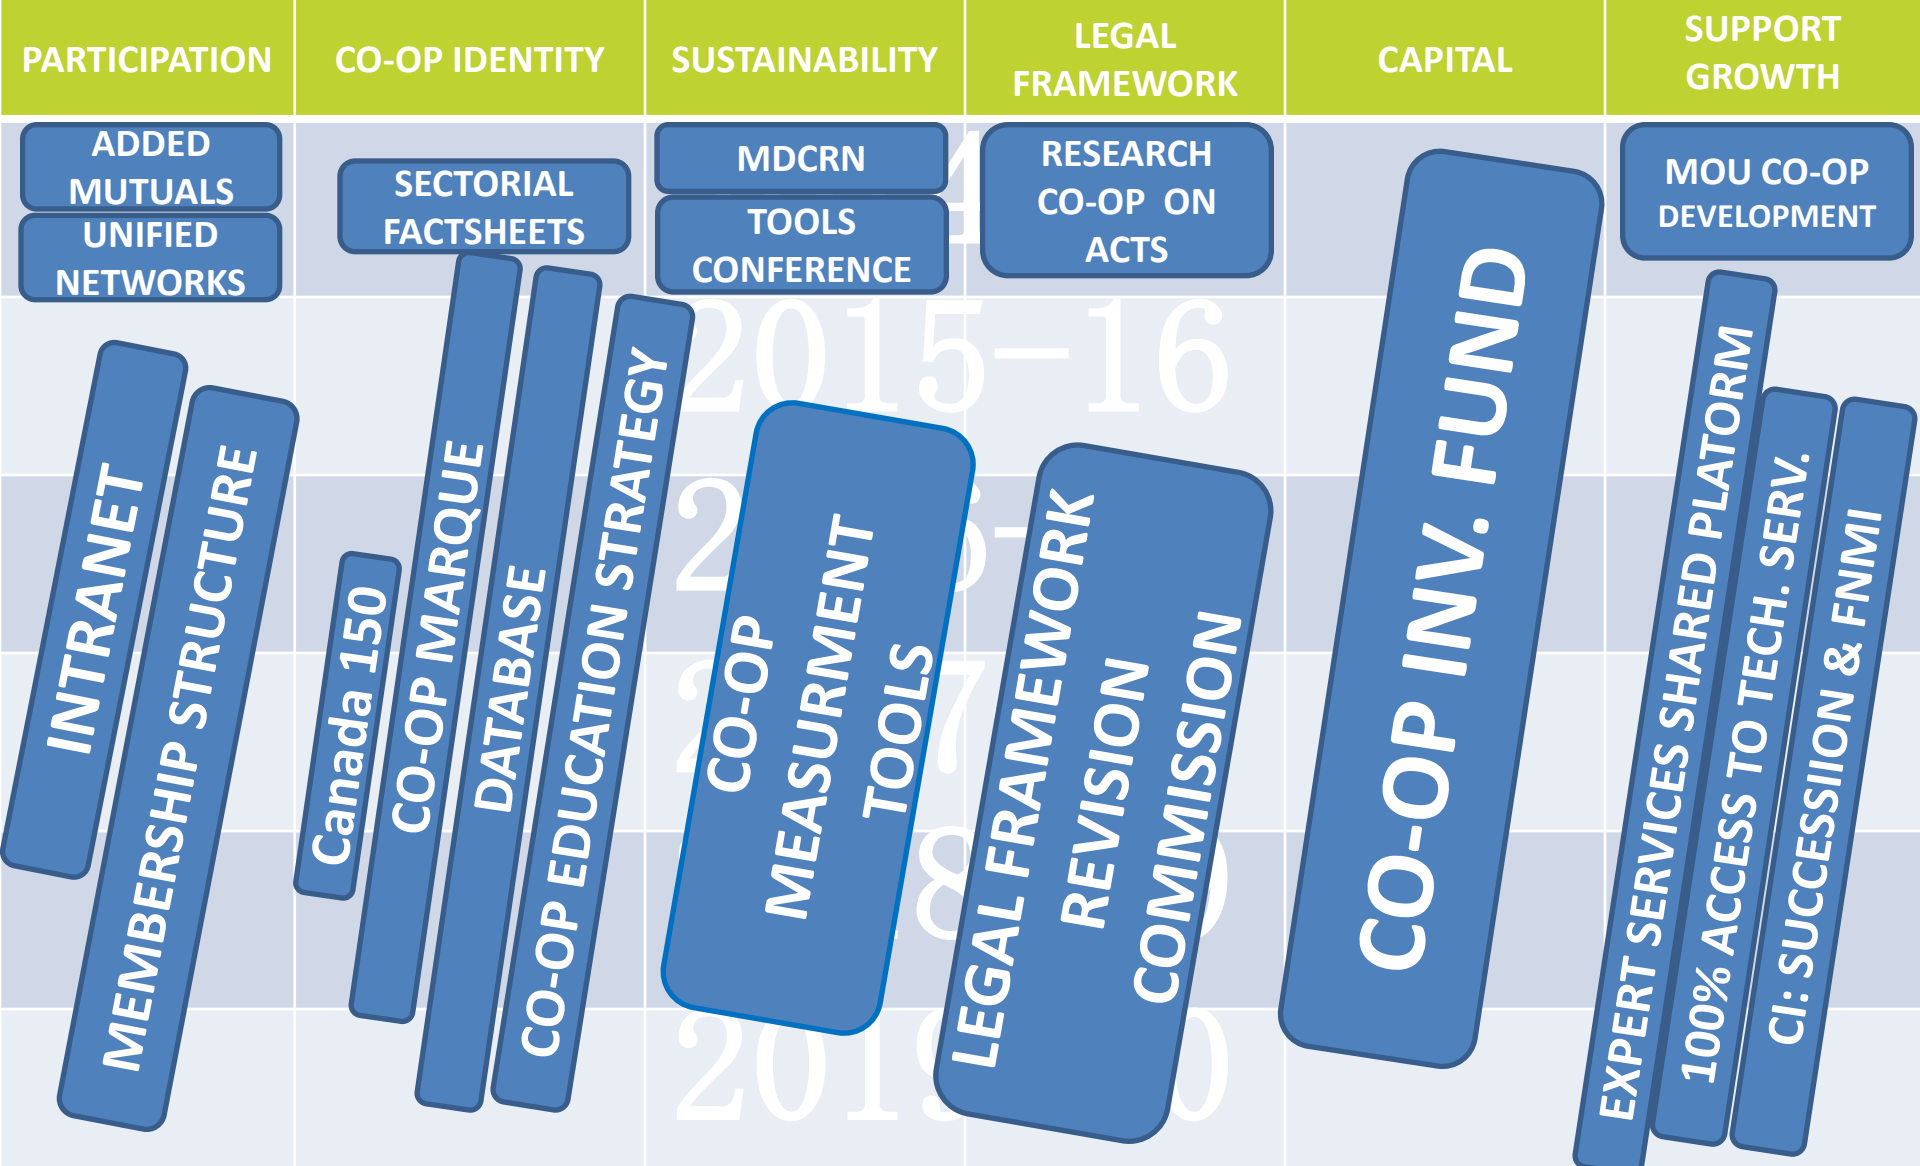 PARTICIPATION
CO-OP IDENTITY
SUSTAINABILITY
LEGAL
FRAMEWORK
CAPITAL
SUPPORT
GROWTH
ADDED
MUTUALS
UNIFIED
NETWORKS
INTRANET
MEMBERSHIP STRUCTURE
SECTORIAL
FACTSHEETS
Canada 150
CO-OP MARQUE
DATABASE
CO-OP EDUCATION STRATEGY
MDCRN
TOOLS
CONFERENCE
2015-16
CO-OP
MEASURMENT
TOOLS
RESEARCH
CO-OP ON
ACTS
LEGAL FRAMEWORK
REVISION
COMMISSION
CO-OP INV. FUND
MOU CO-OP
DEVELOPMENT
EXPERT SERVICES SHARED PLATFORM
100% ACCESS TO TECH. SERV.
CI: SUCCESSIION & FNMI